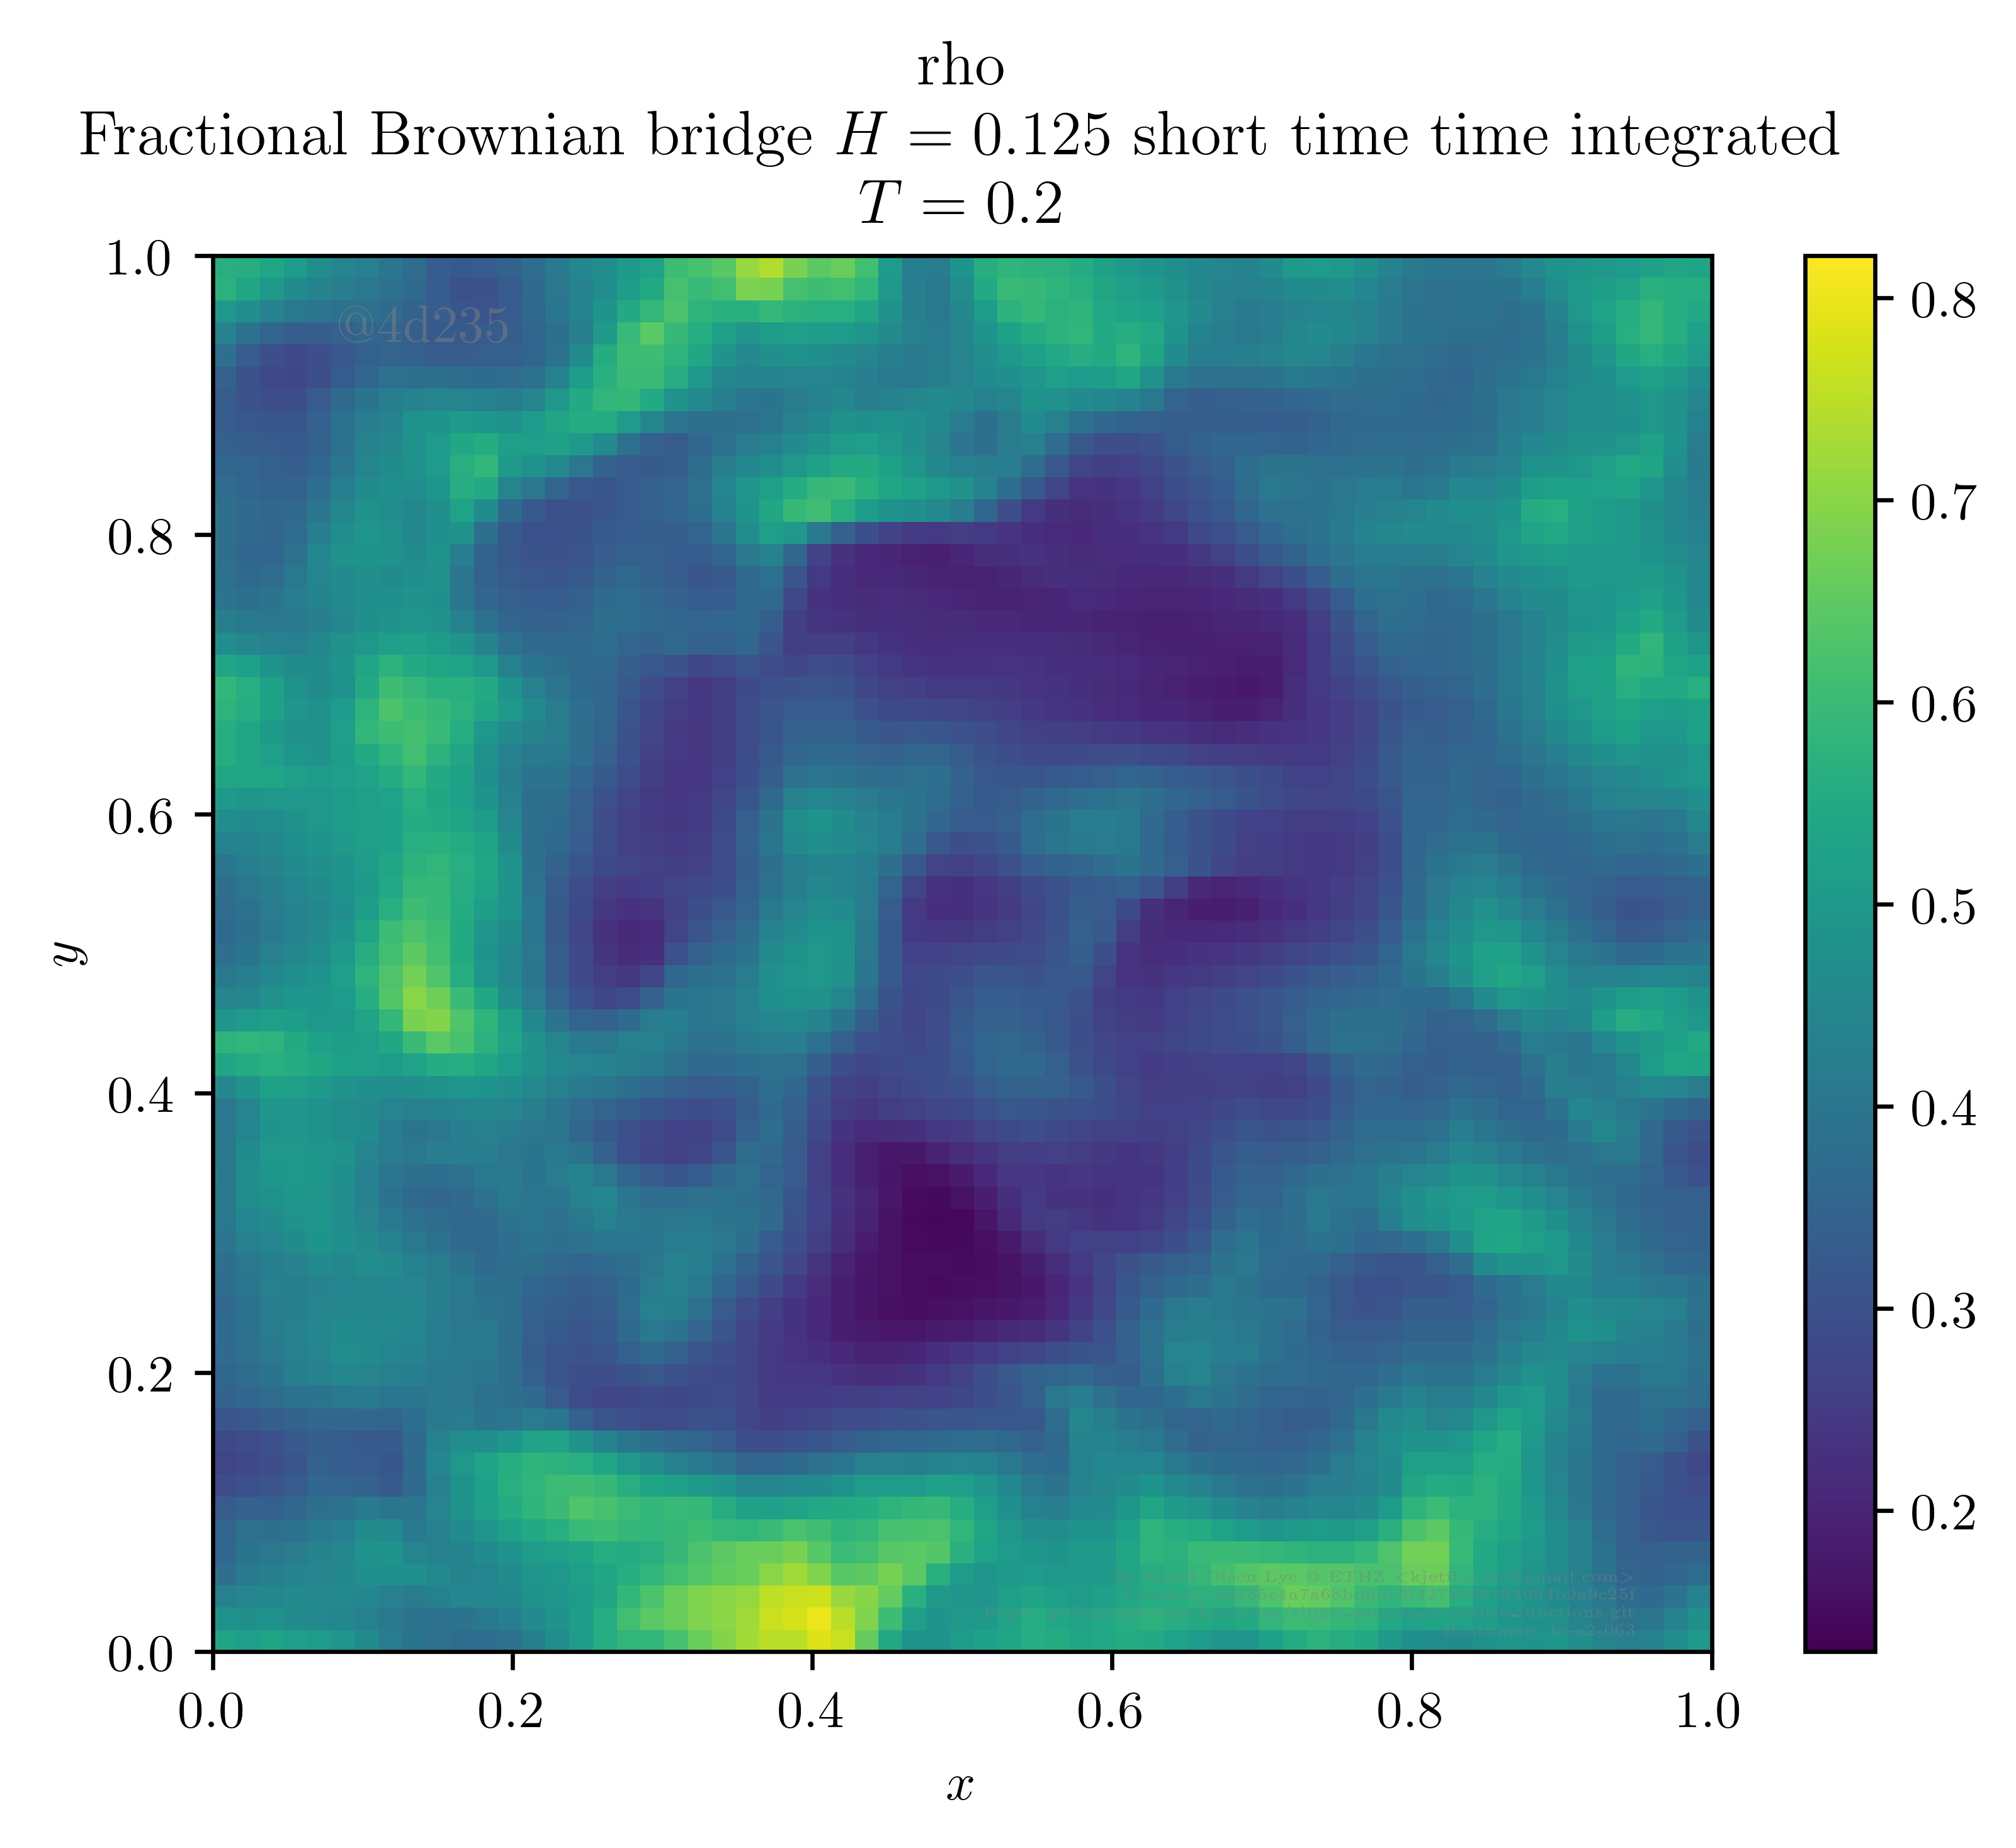 rho
Fractional Brownian bridge H = 0.125 short time time integrated
T = 0.2
@4d235
1.0
0.8
0.6
0.4
0.2
0.0
y
0.0 0.2 0.4 0.6 0.8 1.0
x
0.8
0.7
0.6
0.5
0.4
0.3
0.2
@ ETHZ
Hostname: